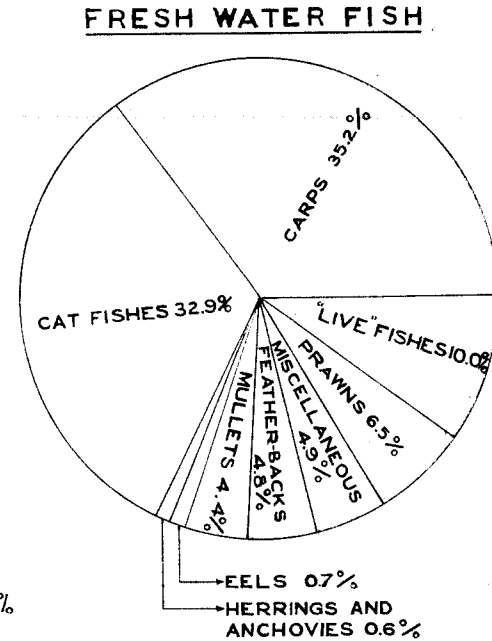 FRESH WATER FISH
CARPS 35.2%
CAT FISHES 32.9%
"LIVE" FISHES 10.0%
PRAWNS 6.5%
MISCELLANEOUS
4.9%
FEATHER-BACKS
4.8%
MULLETS 4.4%
EELS 0.7%
HERRINGS AND
ANCHOVIES 0.6%
%